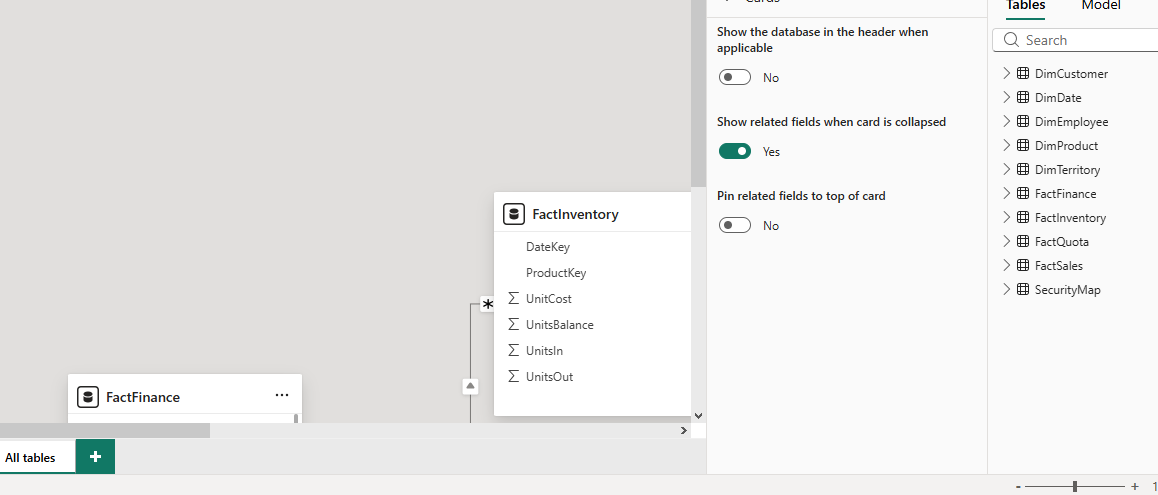 Cards
Tables
Model
Show the database in the header when
applicable
No
Show related fields when card is collapsed
Yes
Pin related fields to top of card
No
Search
DimCustomer
DimDate
DimEmployee
DimProduct
DimTerritory
FactFinance
FactInventory
FactQuota
FactSales
SecurityMap
FactInventory
DateKey
ProductKey
UnitCost
UnitsBalance
UnitsIn
UnitsOut
FactFinance
All tables
+
- + 1